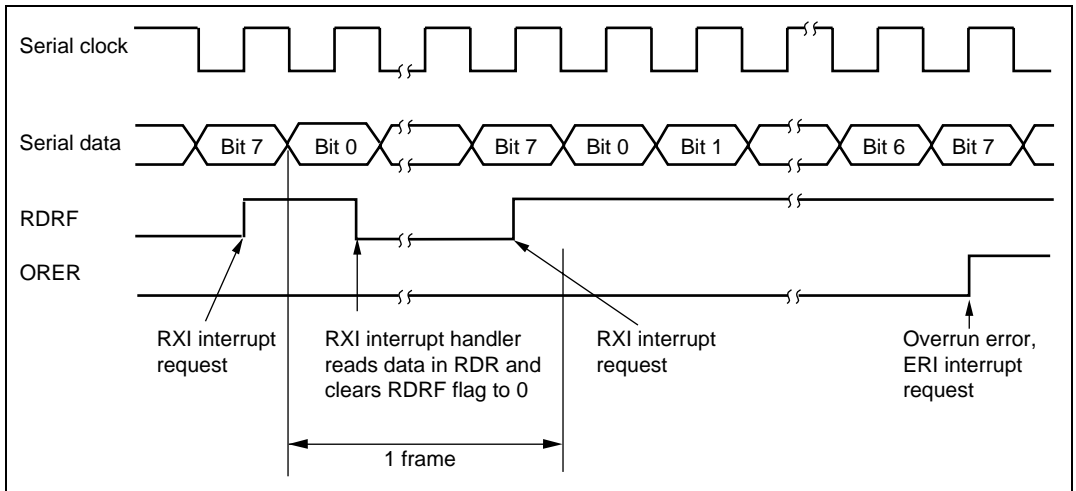 Serial clock
Serial data
Bit 7
Bit 0
Bit 7
Bit 0
Bit 1
Bit 6
Bit 7
RDRF
ORER
RXI interrupt
request
RXI interrupt handler
reads data in RDR and
clears RDRF flag to 0
RXI interrupt
request
Overrun error,
ERI interrupt
request
1 frame